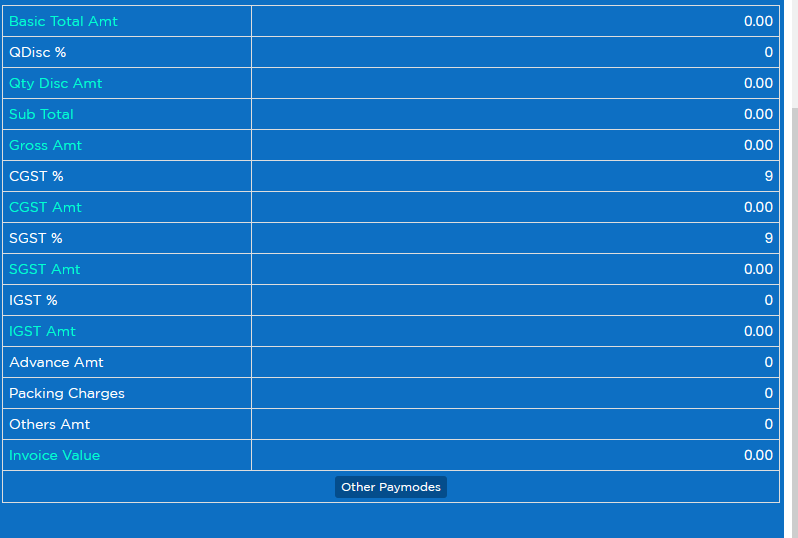 Basic Total Amt 0.00
QDisc % 0
Qty Disc Amt 0.00
Sub Total 0.00
Gross Amt 0.00
CGST % 9
CGST Amt 0.00
SGST % 9
SGST Amt 0.00
IGST % 0
IGST Amt 0.00
Advance Amt 0
Packing Charges 0
Others Amt 0
Invoice Value 0.00
Other Paymodes